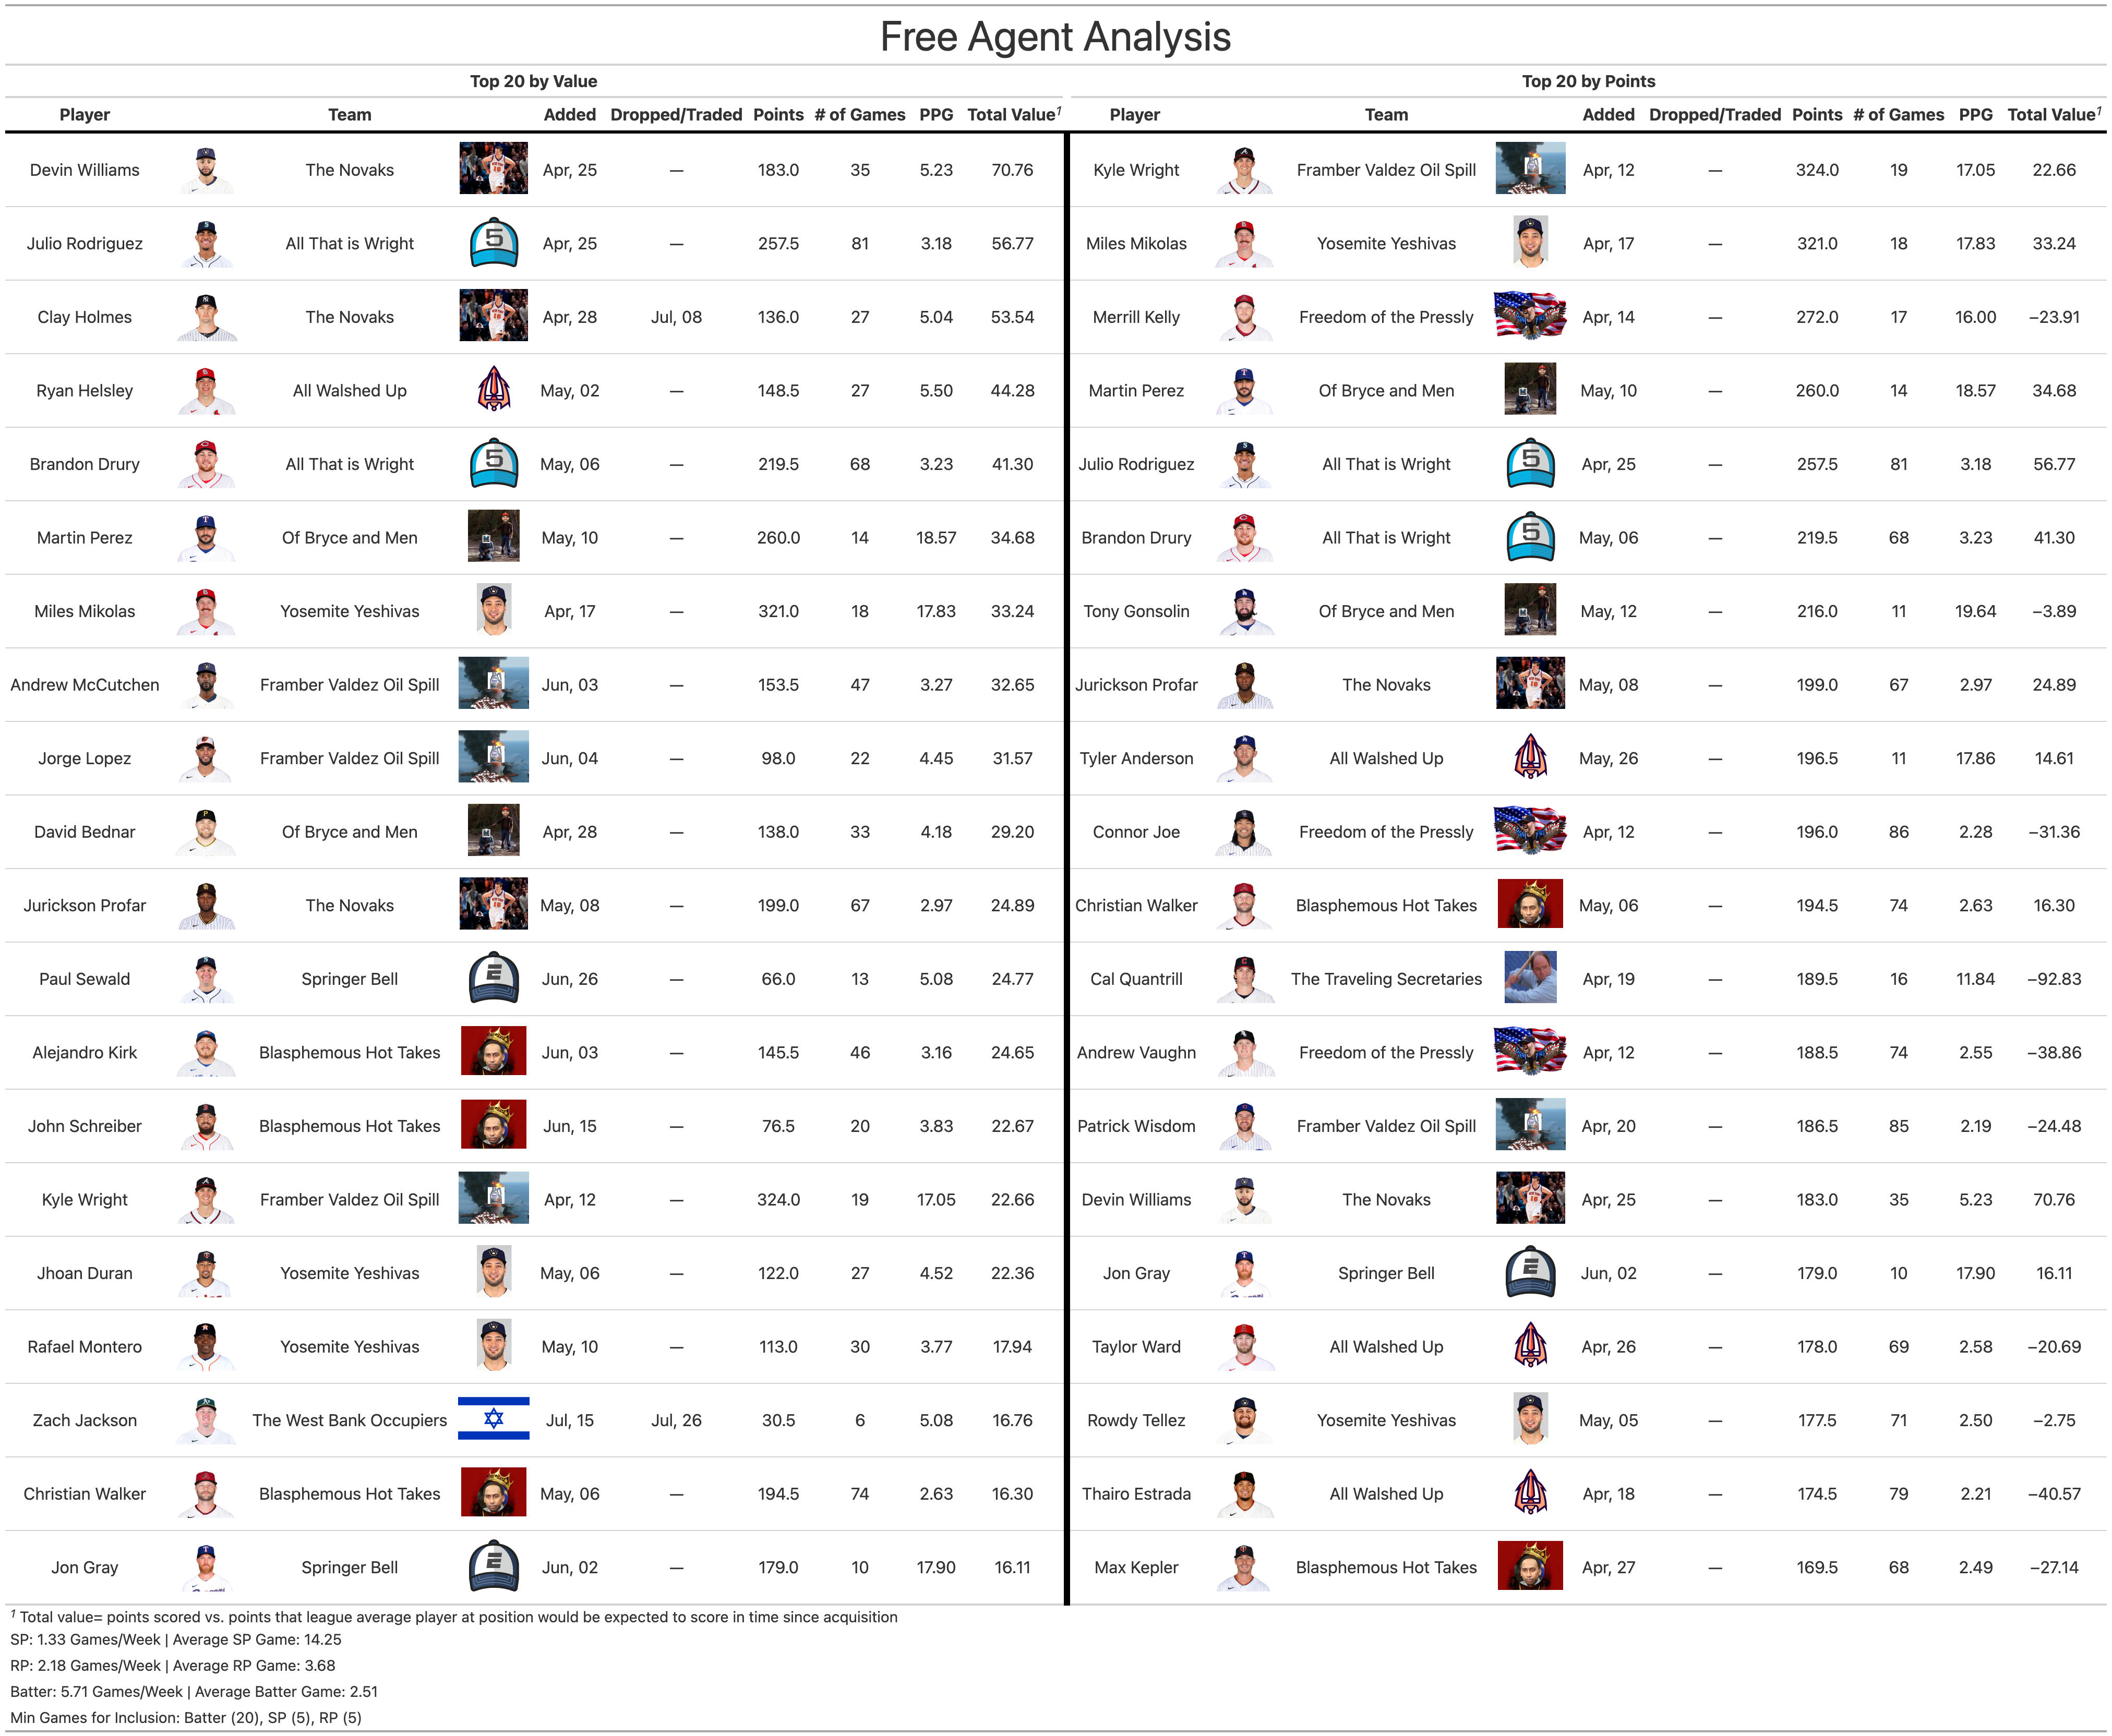 Free Agent Analysis
Top 20 by Value
Player Team Added Dropped/Traded Points # of Games PPG Total Value1
Devin Williams The Novaks Apr, 25 — 183.0 35 5.23 70.76
Julio Rodriguez All That is Wright Apr, 25 — 257.5 81 3.18 56.77
Clay Holmes The Novaks Apr, 28 Jul, 08 136.0 27 5.04 53.54
Ryan Helsley All Walshed Up May, 02 — 148.5 27 5.50 44.28
Brandon Drury All That is Wright May, 06 — 219.5 68 3.23 41.30
Martin Perez Of Bryce and Men May, 10 — 260.0 14 18.57 34.68
Miles Mikolas Yosemite Yeshivas Apr, 17 — 321.0 18 17.83 33.24
Andrew McCutchen Framber Valdez Oil Spill Jun, 03 — 153.5 47 3.27 32.65
Jorge Lopez Framber Valdez Oil Spill Jun, 04 — 98.0 22 4.45 31.57
David Bednar Of Bryce and Men Apr, 28 — 138.0 33 4.18 29.20
Jurickson Profar The Novaks May, 08 — 199.0 67 2.97 24.89
Paul Sewald Springer Bell Jun, 26 — 66.0 13 5.08 24.77
Alejandro Kirk Blasphemous Hot Takes Jun, 03 — 145.5 46 3.16 24.65
John Schreiber Blasphemous Hot Takes Jun, 15 — 76.5 20 3.83 22.67
Kyle Wright Framber Valdez Oil Spill Apr, 12 — 324.0 19 17.05 22.66
Jhoan Duran Yosemite Yeshivas May, 06 — 122.0 27 4.52 22.36
Rafael Montero Yosemite Yeshivas May, 10 — 113.0 30 3.77 17.94
Zach Jackson The West Bank Occupiers Jul, 15 Jul, 26 30.5 6 5.08 16.76
Christian Walker Blasphemous Hot Takes May, 06 — 194.5 74 2.63 16.30
Jon Gray Springer Bell Jun, 02 — 179.0 10 17.90 16.11
Top 20 by Points
Player Team Added Dropped/Traded Points # of Games PPG Total Value1
Kyle Wright Framber Valdez Oil Spill Apr, 12 — 324.0 19 17.05 22.66
Miles Mikolas Yosemite Yeshivas Apr, 17 — 321.0 18 17.83 33.24
Merrill Kelly Freedom of the Pressly Apr, 14 — 272.0 17 16.00 −23.91
Martin Perez Of Bryce and Men May, 10 — 260.0 14 18.57 34.68
Julio Rodriguez All That is Wright Apr, 25 — 257.5 81 3.18 56.77
Brandon Drury All That is Wright May, 06 — 219.5 68 3.23 41.30
Tony Gonsolin Of Bryce and Men May, 12 — 216.0 11 19.64 −3.89
Jurickson Profar The Novaks May, 08 — 199.0 67 2.97 24.89
Tyler Anderson All Walshed Up May, 26 — 196.5 11 17.86 14.61
Connor Joe Freedom of the Pressly Apr, 12 — 196.0 86 2.28 −31.36
Christian Walker Blasphemous Hot Takes May, 06 — 194.5 74 2.63 16.30
Cal Quantrill The Traveling Secretaries Apr, 19 — 189.5 16 11.84 −92.83
Andrew Vaughn Freedom of the Pressly Apr, 12 — 188.5 74 2.55 −38.86
Patrick Wisdom Framber Valdez Oil Spill Apr, 20 — 186.5 85 2.19 −24.48
Devin Williams The Novaks Apr, 25 — 183.0 35 5.23 70.76
Jon Gray Springer Bell Jun, 02 — 179.0 10 17.90 16.11
Taylor Ward All Walshed Up Apr, 26 — 178.0 69 2.58 −20.69
Rowdy Tellez Yosemite Yeshivas May, 05 — 177.5 71 2.50 −2.75
Thairo Estrada All Walshed Up Apr, 18 — 174.5 79 2.21 −40.57
Max Kepler Blasphemous Hot Takes Apr, 27 — 169.5 68 2.49 −27.14
1 Total value= points scored vs. points that league average player at position would be expected to score in time since acquisition
SP: 1.33 Games/Week | Average SP Game: 14.25
RP: 2.18 Games/Week | Average RP Game: 3.68
Batter: 5.71 Games/Week | Average Batter Game: 2.51
Min Games for Inclusion: Batter (20), SP (5), RP (5)